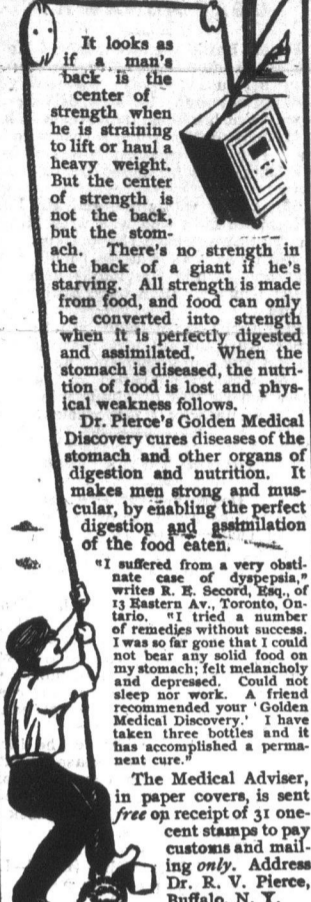 It looks as
if a man's
back is the
center of
strength when
he is straining
to lift or haul a
heavy weight.
But the center
of strength is
not the back,
but the stom-
ach. There's no strength in
the back of a giant if he's
starving. All strength is made
from food, and food can only
be converted into strength
when it is perfectly digested
and assimilated. When the
stomach is diseased, the nutri-
tion of food is lost and phys-
ical weakness follows.
Dr. Pierce's Golden Medical
Discovery cures diseases of the
stomach and other organs of
digestion and nutrition. It
makes men strong and mus-
cular, by enabling the perfect
digestion and assimilation
of the food eaten.
"I suffered from a very obsti-
nate case of dyspepsia,"
writes R. E. Secord, Esq., of
13 Eastern Av., Toronto, On-
tario. "I tried a number
of remedies without success.
I was so far gone that I could
not bear any solid food on
my stomach; felt melancholy
and depressed. Could not
sleep nor work. A friend
recommended your 'Golden
Medical Discovery.' I have
taken three bottles and it
has accomplished a perma-
nent cure."
The Medical Adviser,
in paper covers, is sent
free on receipt of 31 one-
cent stamps to pay
customs and mail-
ing only. Address
Dr. R. V. Pierce,
Buffalo, N. Y.